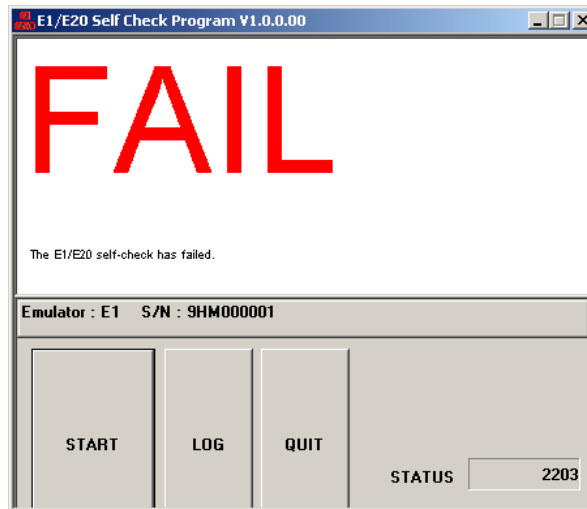 E1/E20 Self Check Program V1.0.0.00
FAIL
The E1/E20 self-check has failed.
Emulator : E1 S/N : 9HM000001
START LOG QUIT
STATUS 2203